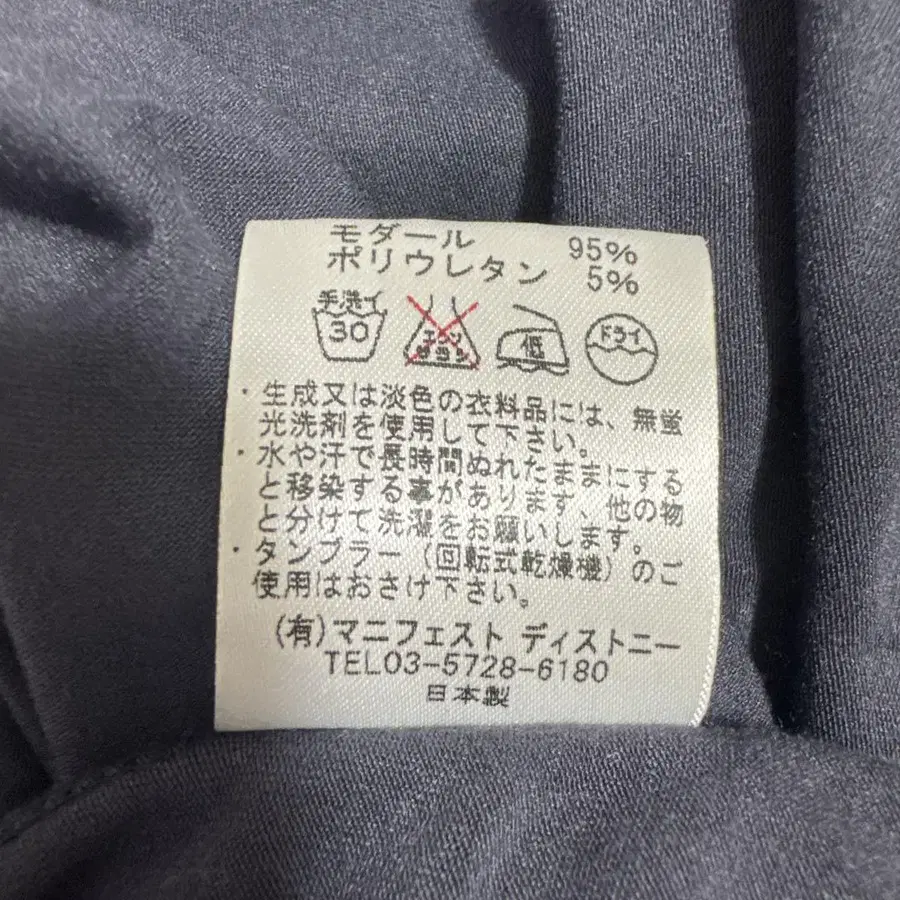 モダール 95%
ポリウレタン 5%
手洗イ 30 エンソサラシ 低 ドライ
・生成又は淡色の衣料品には、無蛍
光洗剤を使用して下さい。
・水や汗で長時間ぬれたままにする
と移染する事があります、他の物
と分けて洗濯をお願いします。
・タンブラー（回転式乾燥機）のご
使用はおさけ下さい。
(有)マニフェスト ディストニー
TEL03-5728-6180
日本製